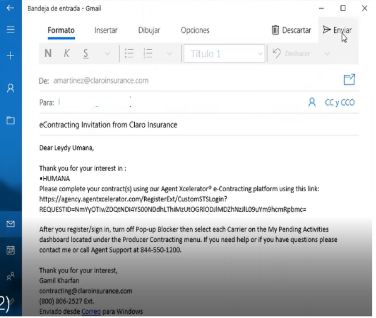 Bandeja de entrada - Gmail
Formato Insertar Dibujar Opciones Descartar Enviar
N K S Título 1 Deshacer
De: amartinez@claroinsurance.com
Para: CC y CCO
eContracting Invitation from Claro Insurance
Dear Leydy Umana,
Thank you for your interest in :
•HUMANA
Please complete your contract(s) using our Agent Xcelerator® e-Contracting platform using this link:
https://agency.agentxcelerator.com/RegisterExt/CustomSTSLogin?
After you register/sign in, turn off Pop-up Blocker then select each Carrier on the My Pending Activities
dashboard located under the Producer Contracting menu. If you need help or if you have questions please
contact me or call Agent Support at 844-550-1200.
Thank you for your interest,
Gamil Kharfan
contracting@claroinsurance.com
(800) 806-2527 Ext.
Enviado desde Correo para Windows
2)